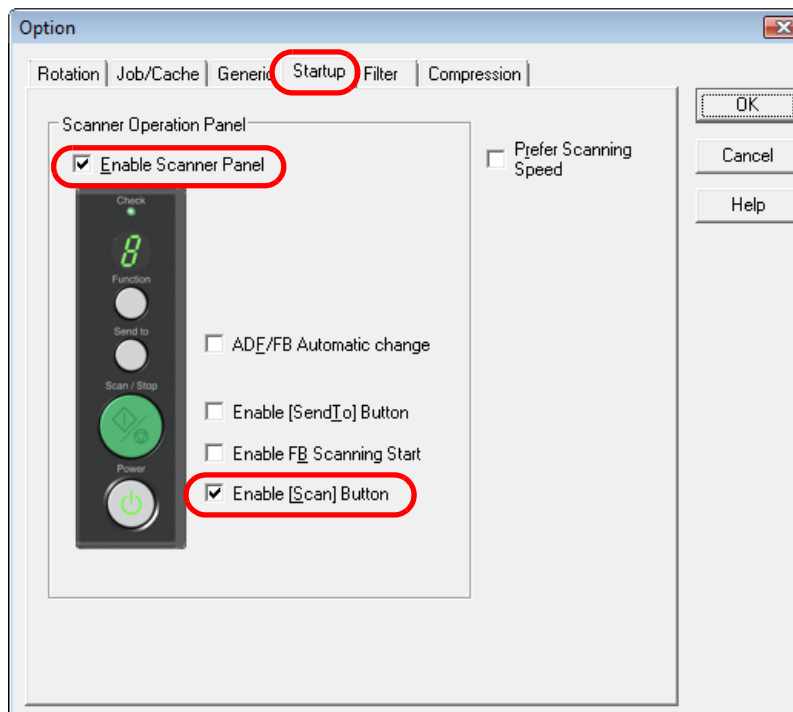 Option
Rotation Job/Cache Generic Startup Filter Compression
OK
Cancel
Help
Scanner Operation Panel
Enable Scanner Panel
Prefer Scanning
Speed
Check
8
Function
Send to
Scan / Stop
Power
ADF/FB Automatic change
Enable [SendTo] Button
Enable FB Scanning Start
Enable [Scan] Button